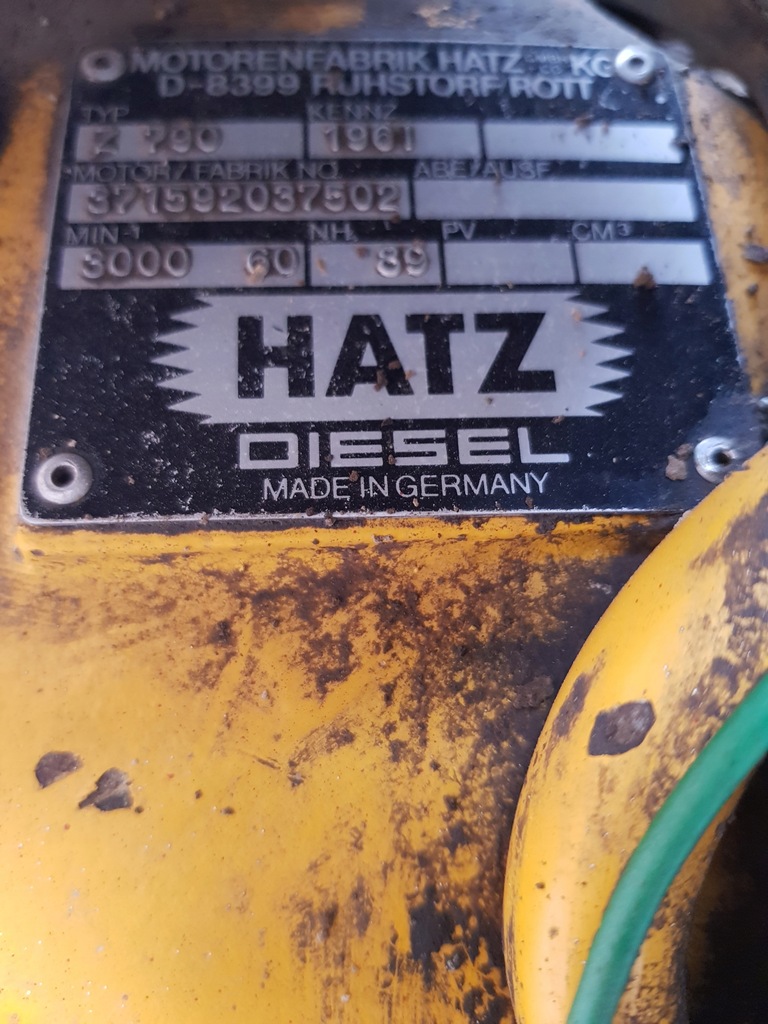 MOTORENFABRIK HATZ KG
D-8399 RUHSTORF/ROTT
TYP KENNZ
Z 790 1961
MOTOR/FABRIK NO. ABE/AUSF
371592037502
MIN-1 NH PV CM3
3000 60 39
HATZ
DIESEL
MADE IN GERMANY